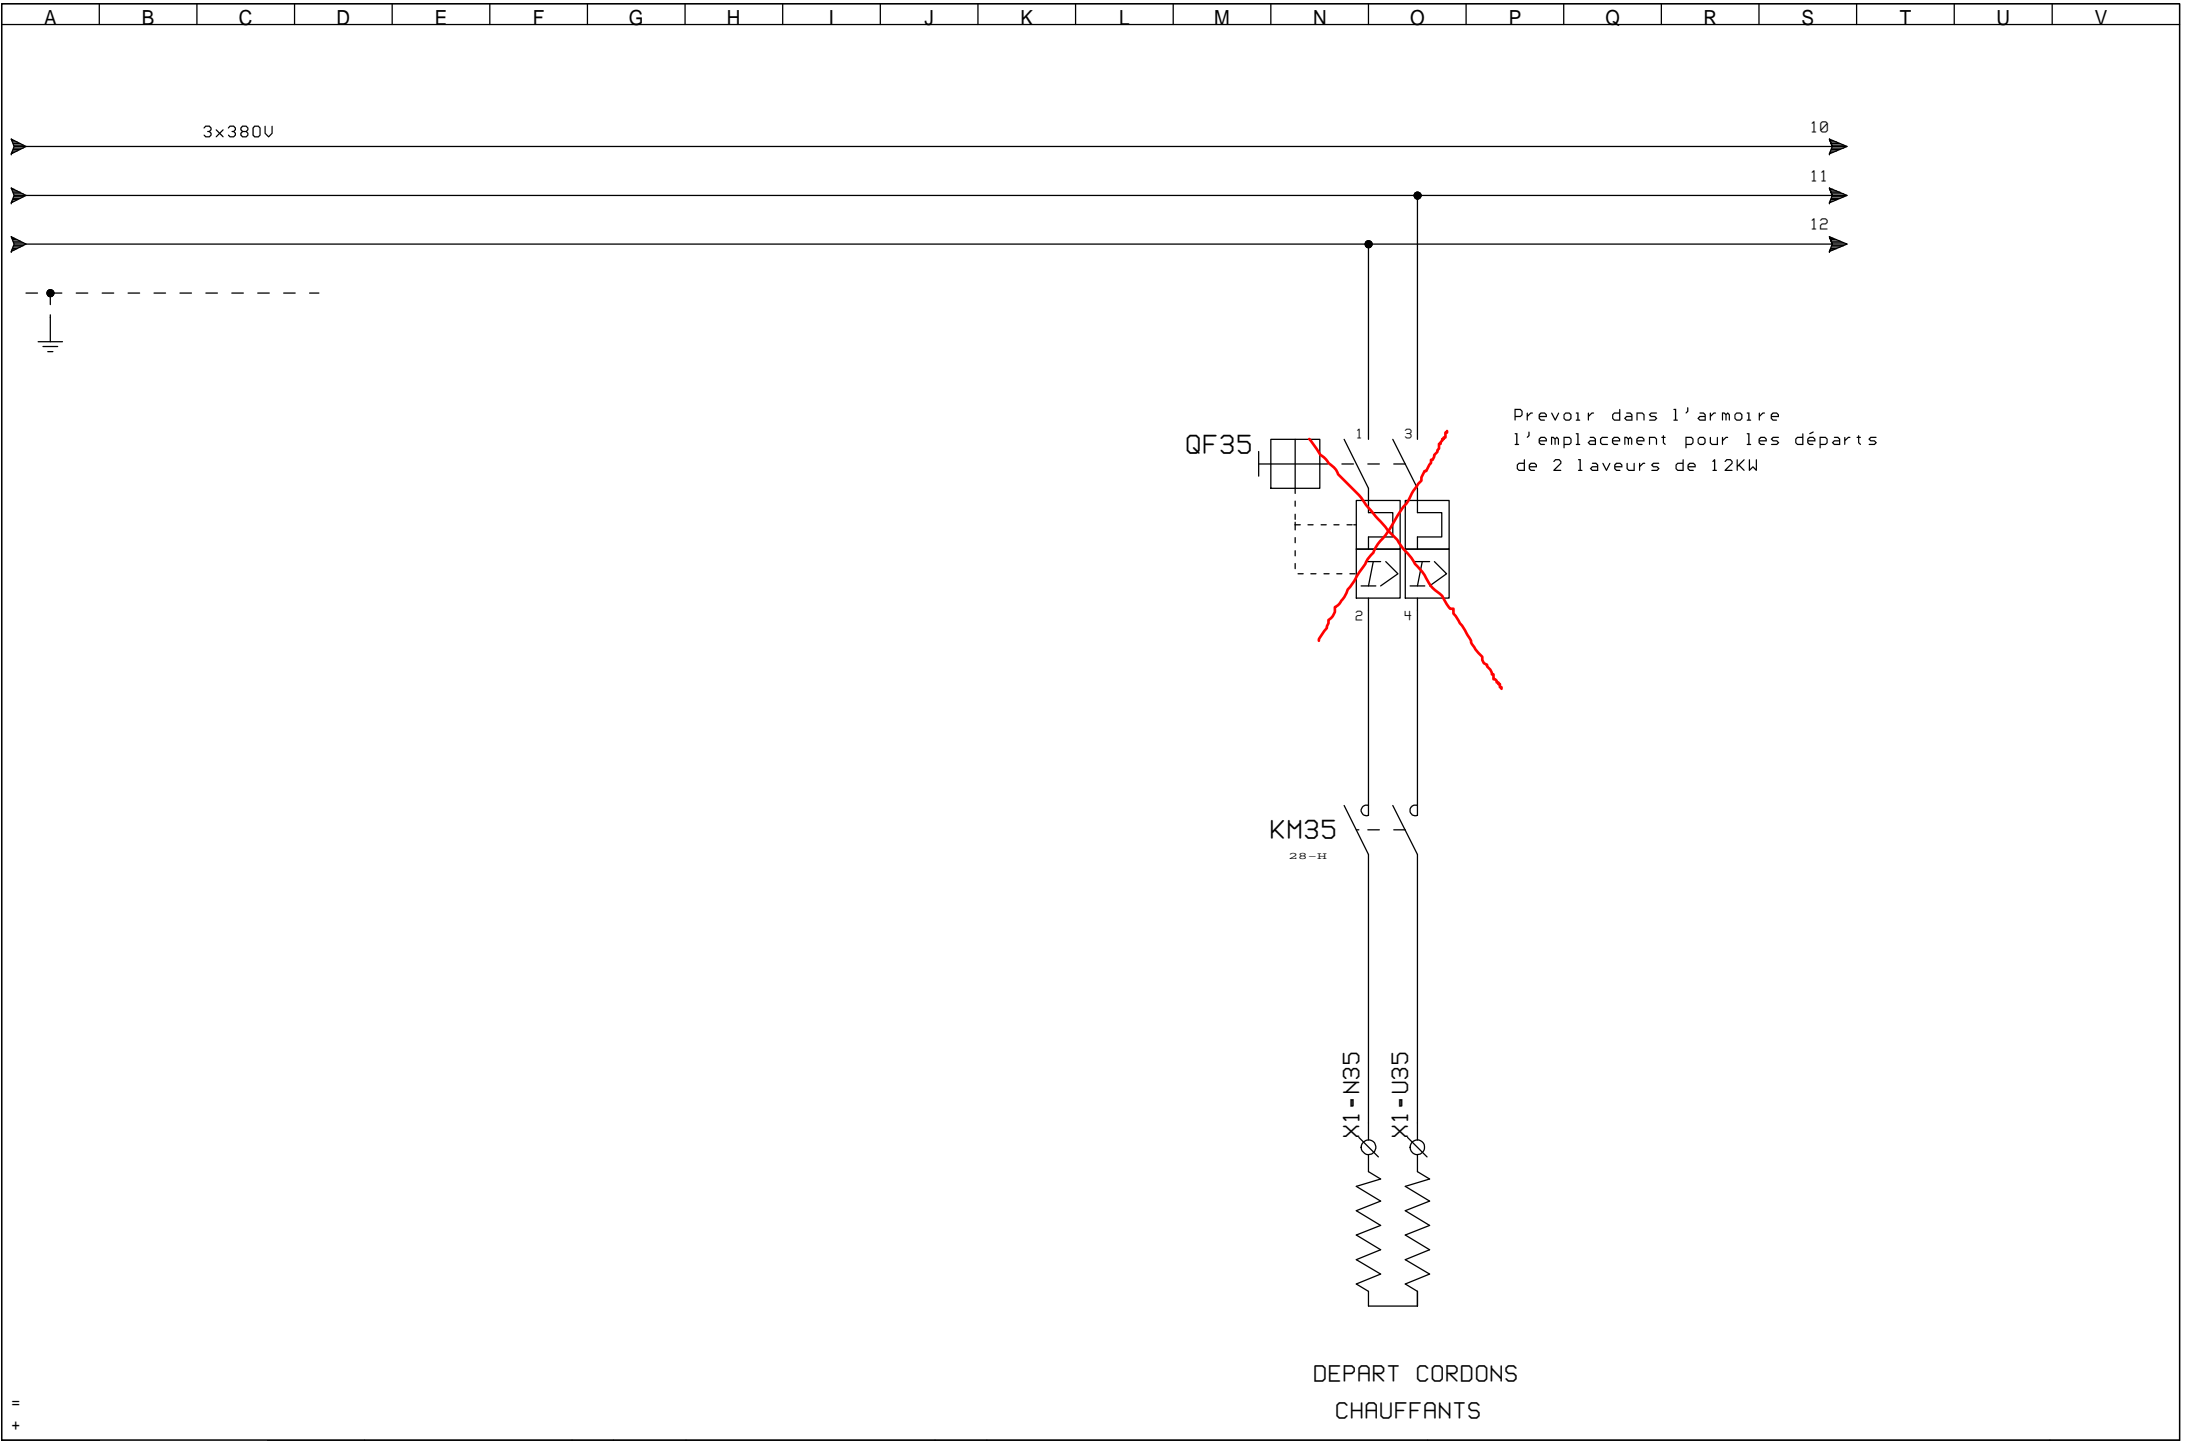 A B C D E F G H I J K L M N O P Q R S T U V
3x380V
10
11
12
Prevoir dans l'armoire
l'emplacement pour les départs
de 2 laveurs de 12KW
QF35
1 3
I> I>
2 4
KM35
28-H
X1-N35
X1-U35
DEPART CORDONS
CHAUFFANTS
=
+